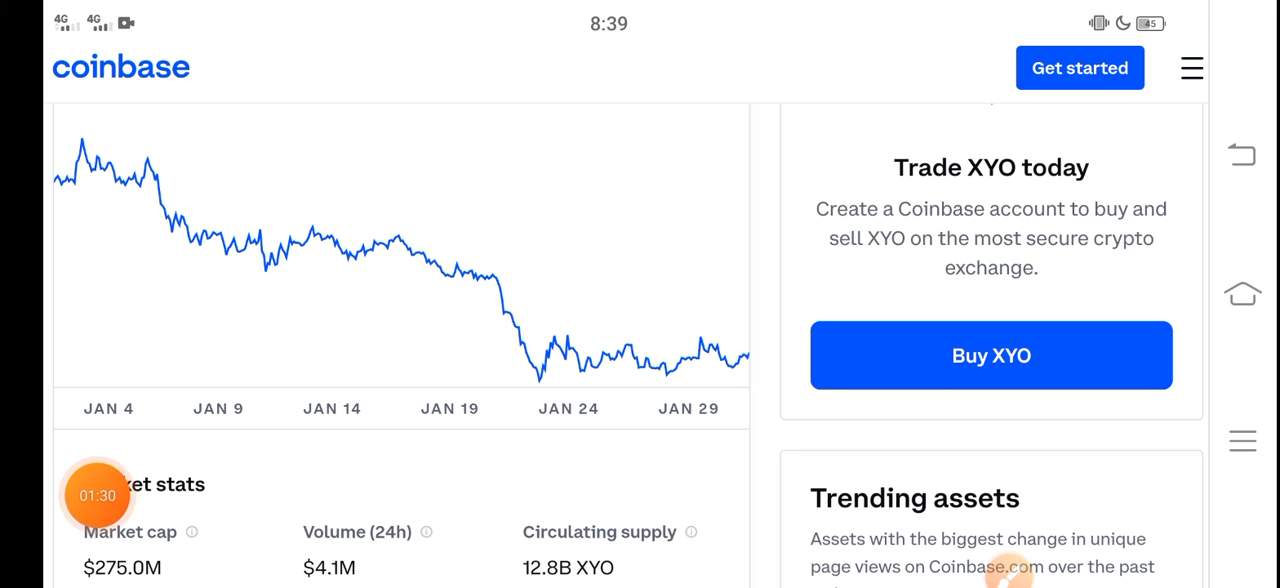 4G 4G 8:39 45
coinbase
Get started
Trade XYO today
Create a Coinbase account to buy and
sell XYO on the most secure crypto
exchange.
Buy XYO
JAN 4 JAN 9 JAN 14 JAN 19 JAN 24 JAN 29
ket stats
01:30
Market cap Volume (24h) Circulating supply
$275.0M $4.1M 12.8B XYO
Trending assets
Assets with the biggest change in unique
page views on Coinbase.com over the past